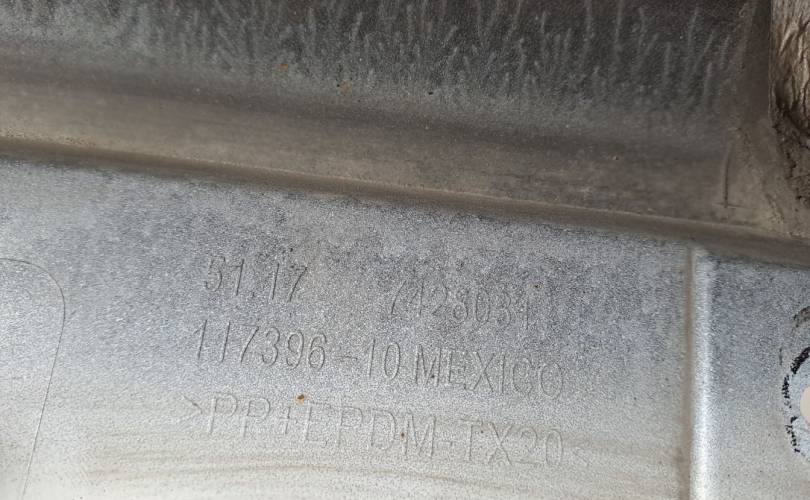 51.17 7428031
117396-10 MEXICO
>PP+EPDM-TX20<